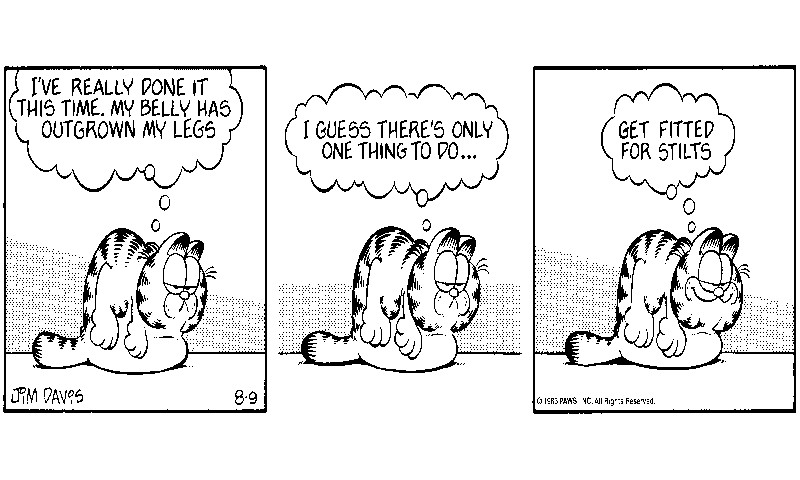 I'VE REALLY DONE IT
THIS TIME. MY BELLY HAS
OUTGROWN MY LEGS
I GUESS THERE'S ONLY
ONE THING TO DO...
GET FITTED
FOR STILTS
JIM DAVIS
8-9
PAWS, INC. All Rights Reserved.